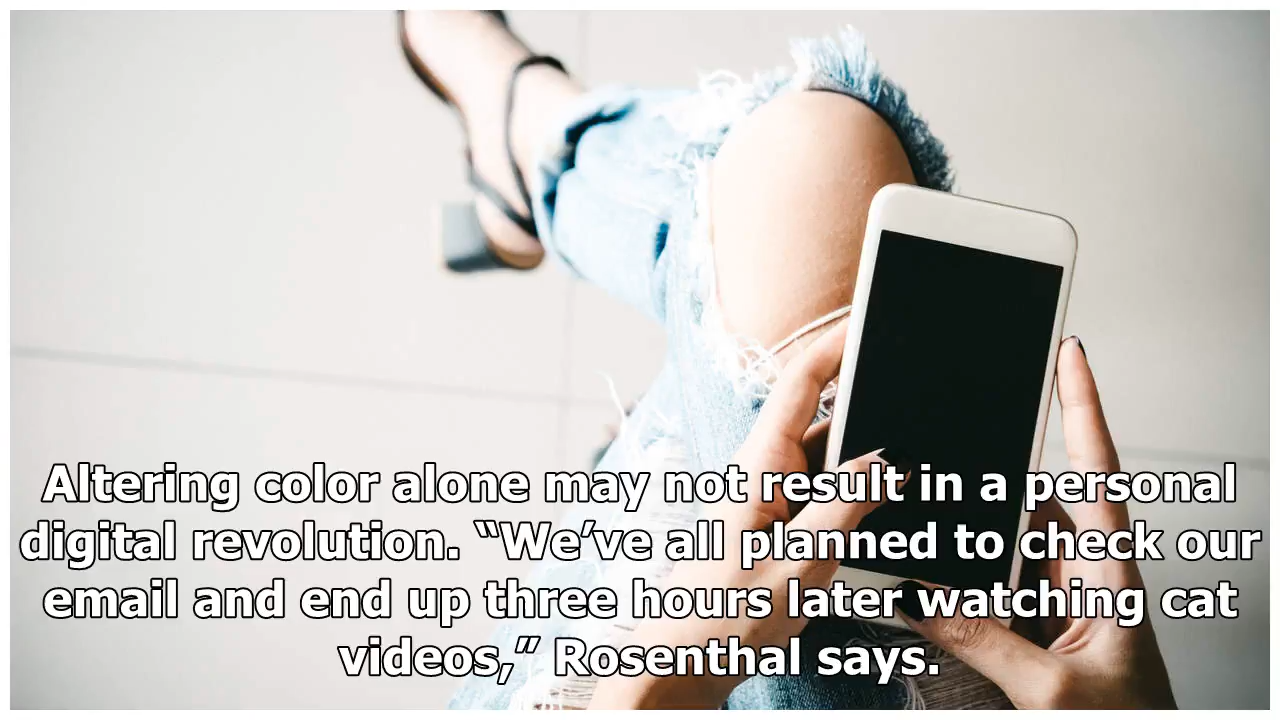 Altering color alone may not result in a personal
digital revolution. “We’ve all planned to check our
email and end up three hours later watching cat
videos,” Rosenthal says.